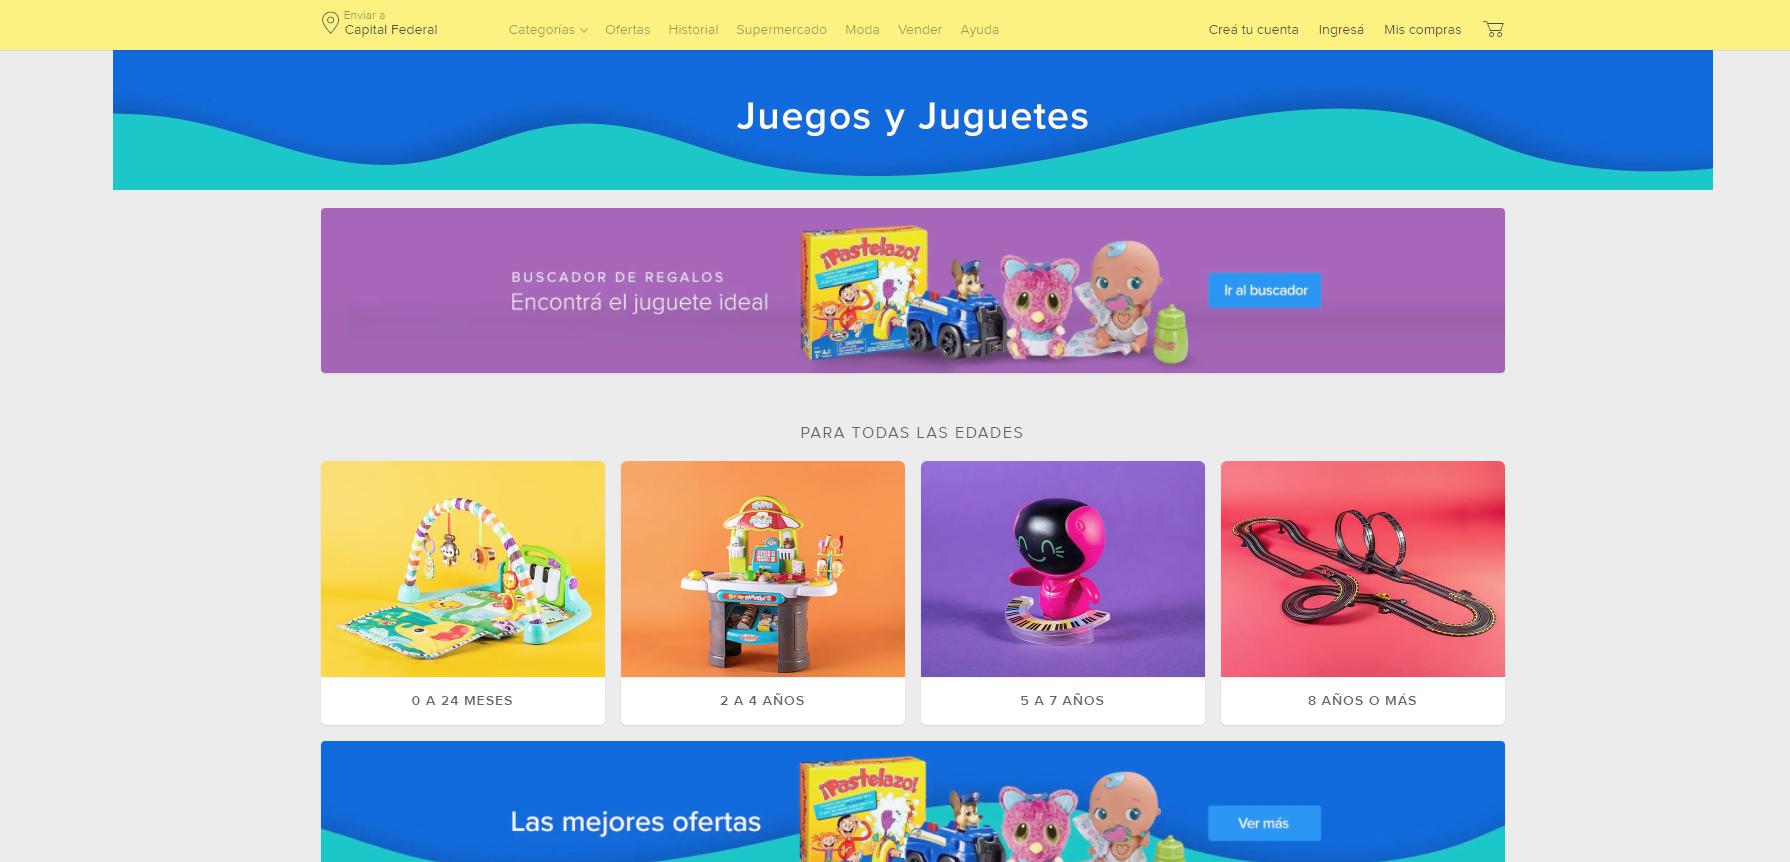 Enviar a
Capital Federal
Categorías
Ofertas
Historial
Supermercado
Moda
Vender
Ayuda
Creá tu cuenta
Ingresá
Mis compras
Juegos y Juguetes
BUSCADOR DE REGALOS
Encontrá el juguete ideal
¡Pastelazo!
Ir al buscador
PARA TODAS LAS EDADES
0 A 24 MESES
2 A 4 AÑOS
5 A 7 AÑOS
8 AÑOS O MÁS
Las mejores ofertas
¡Pastelazo!
Ver más